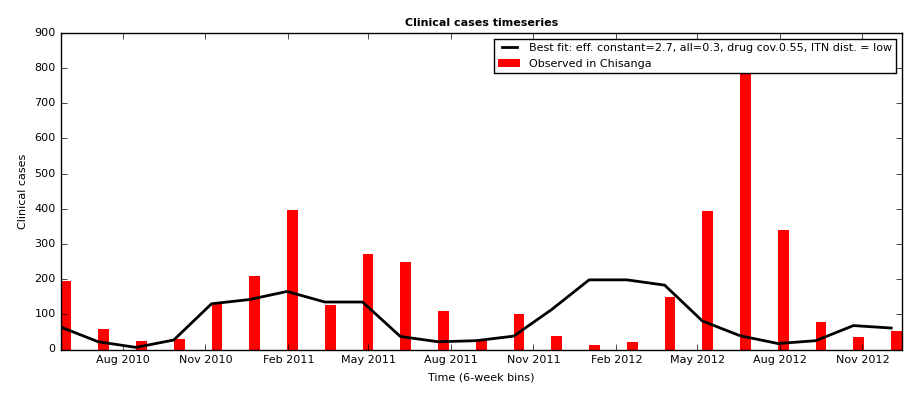 Clinical cases timeseries
Best fit: eff. constant=2.7, all=0.3, drug cov.0.55, ITN dist. = low
Observed in Chisanga
Clinical cases
900
800
700
600
500
400
300
200
100
0
Aug 2010 Nov 2010 Feb 2011 May 2011 Aug 2011 Nov 2011 Feb 2012 May 2012 Aug 2012 Nov 2012
Time (6-week bins)